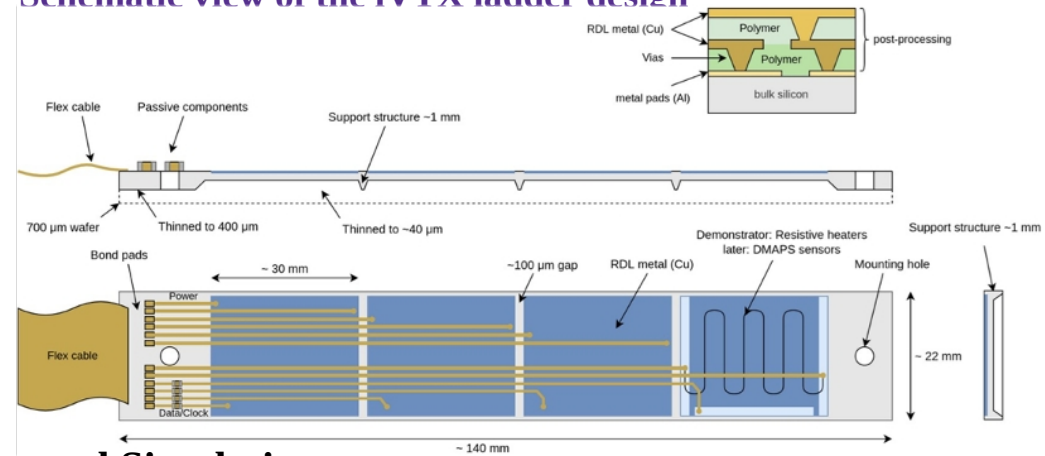 Schematic view of the iVTX ladder design
RDL metal (Cu)
Polymer
post-processing
Vias
Polymer
metal pads (Al)
bulk silicon
Flex cable
Passive components
Support structure ~1 mm
700 μm wafer
Thinned to 400 μm
Thinned to ~40 μm
Demonstrator: Resistive heaters
later: DMAPS sensors
Support structure ~1 mm
Bond pads
~ 30 mm
~100 μm gap
RDL metal (Cu)
Mounting hole
Power
Flex cable
~ 22 mm
Data/Clock
~ 140 mm